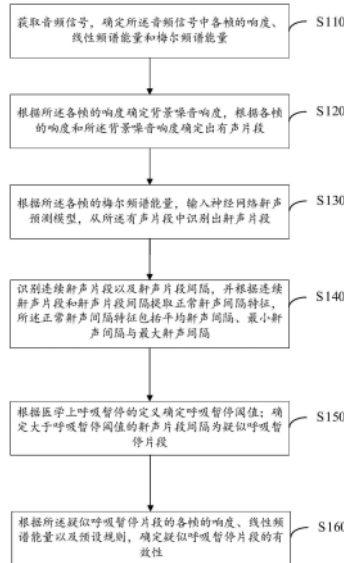 获取音频信号，确定所述音频信号中各帧的响度、
线性频谱能量和梅尔频谱能量
S110
根据所述各帧的响度确定背景噪音响度，根据各帧
的响度和所述背景噪音响度确定出有声片段
S120
根据所述各帧的梅尔频谱能量，输入神经网络鼾声
预测模型，从所述有声片段中识别出鼾声片段
S130
识别连续鼾声片段以及鼾声片段间隔，并根据连续
鼾声片段和鼾声片段间隔提取正常鼾声间隔特征，
所述正常鼾声间隔特征包括平均鼾声间隔、最小鼾
声间隔与最大鼾声间隔
S140
根据医学上呼吸暂停的定义确定呼吸暂停阈值；确
定大于呼吸暂停阈值的鼾声片段间隔为疑似呼吸暂
停片段
S150
根据所述疑似呼吸暂停片段的各帧的响度、线性频
谱能量以及预设规则，确定疑似呼吸暂停片段的有
效性
S160